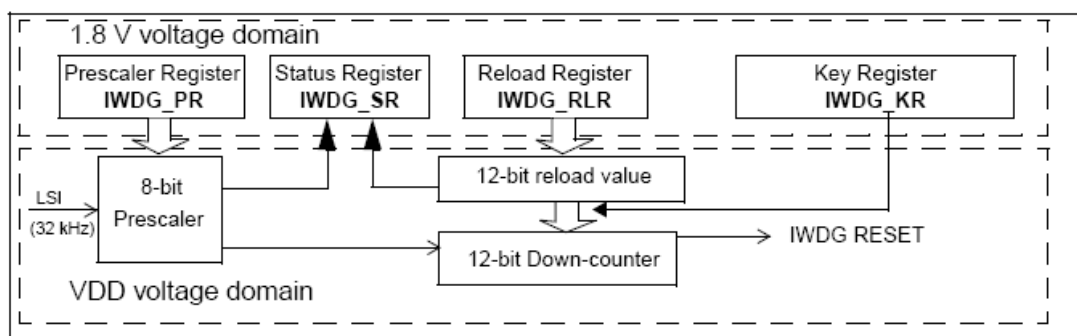 1.8 V voltage domain
Prescaler Register
IWDG_PR
Status Register
IWDG_SR
Reload Register
IWDG_RLR
Key Register
IWDG_KR
LSI
(32 kHz)
8-bit
Prescaler
12-bit reload value
12-bit Down-counter
IWDG RESET
VDD voltage domain